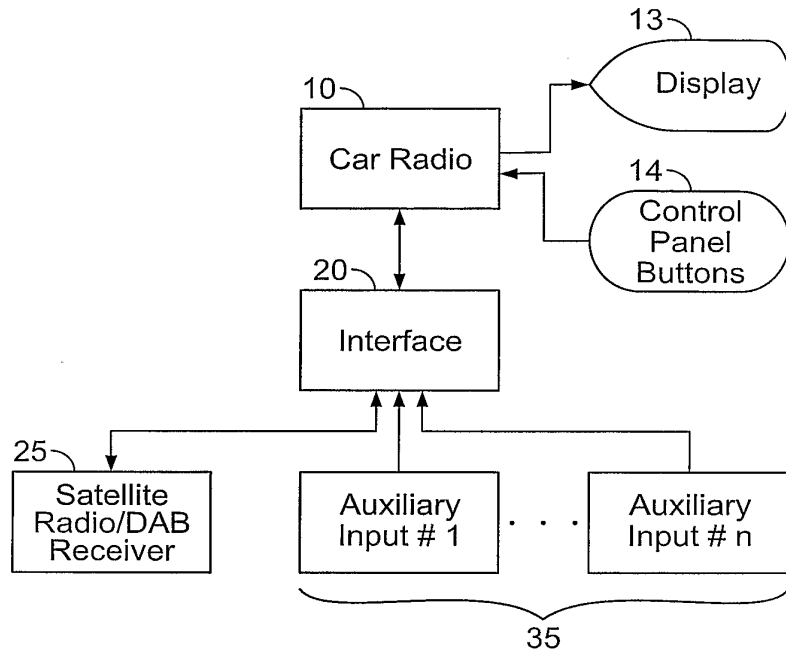 13
Display
10
Car Radio
14
Control
Panel
Buttons
20
Interface
25
Satellite
Radio/DAB
Receiver
Auxiliary
Input # 1
. . .
Auxiliary
Input # n
35